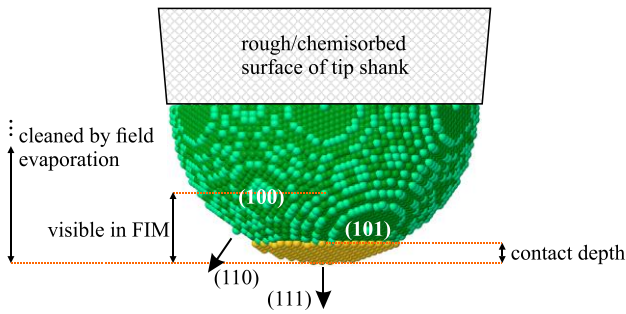 rough/chemisorbed
surface of tip shank
cleaned by field
evaporation
(100)
visible in FIM
(101)
contact depth
(110)
(111)